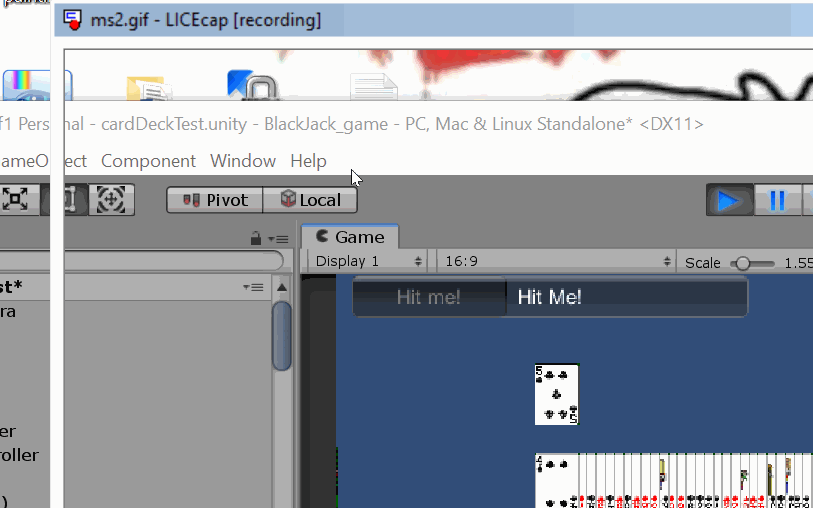 ms2.gif - LICEcap [recording]
f1 Personal - cardDeckTest.unity - BlackJack_game - PC, Mac & Linux Standalone* <DX11>
ameObject Component Window Help
Pivot Local
Game
Display 1 16:9 Scale 1.55
st*
Hit me! Hit Me!
ra
5
5
er
4
oller
)